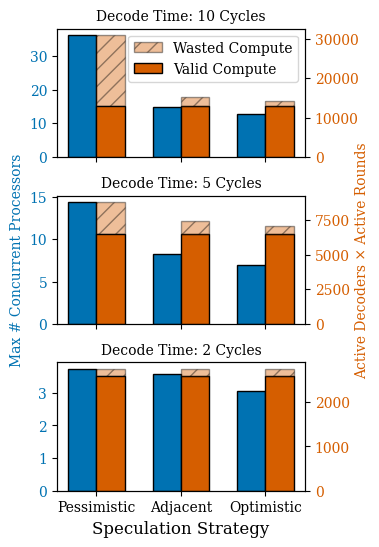 Decode Time: 10 Cycles
Wasted Compute
Valid Compute
30
20
10
0
30000
20000
10000
0
Decode Time: 5 Cycles
15
10
5
0
7500
5000
2500
0
Max # Concurrent Processors
Active Decoders × Active Rounds
Decode Time: 2 Cycles
3
2
1
0
2000
1000
0
Pessimistic Adjacent Optimistic
Speculation Strategy